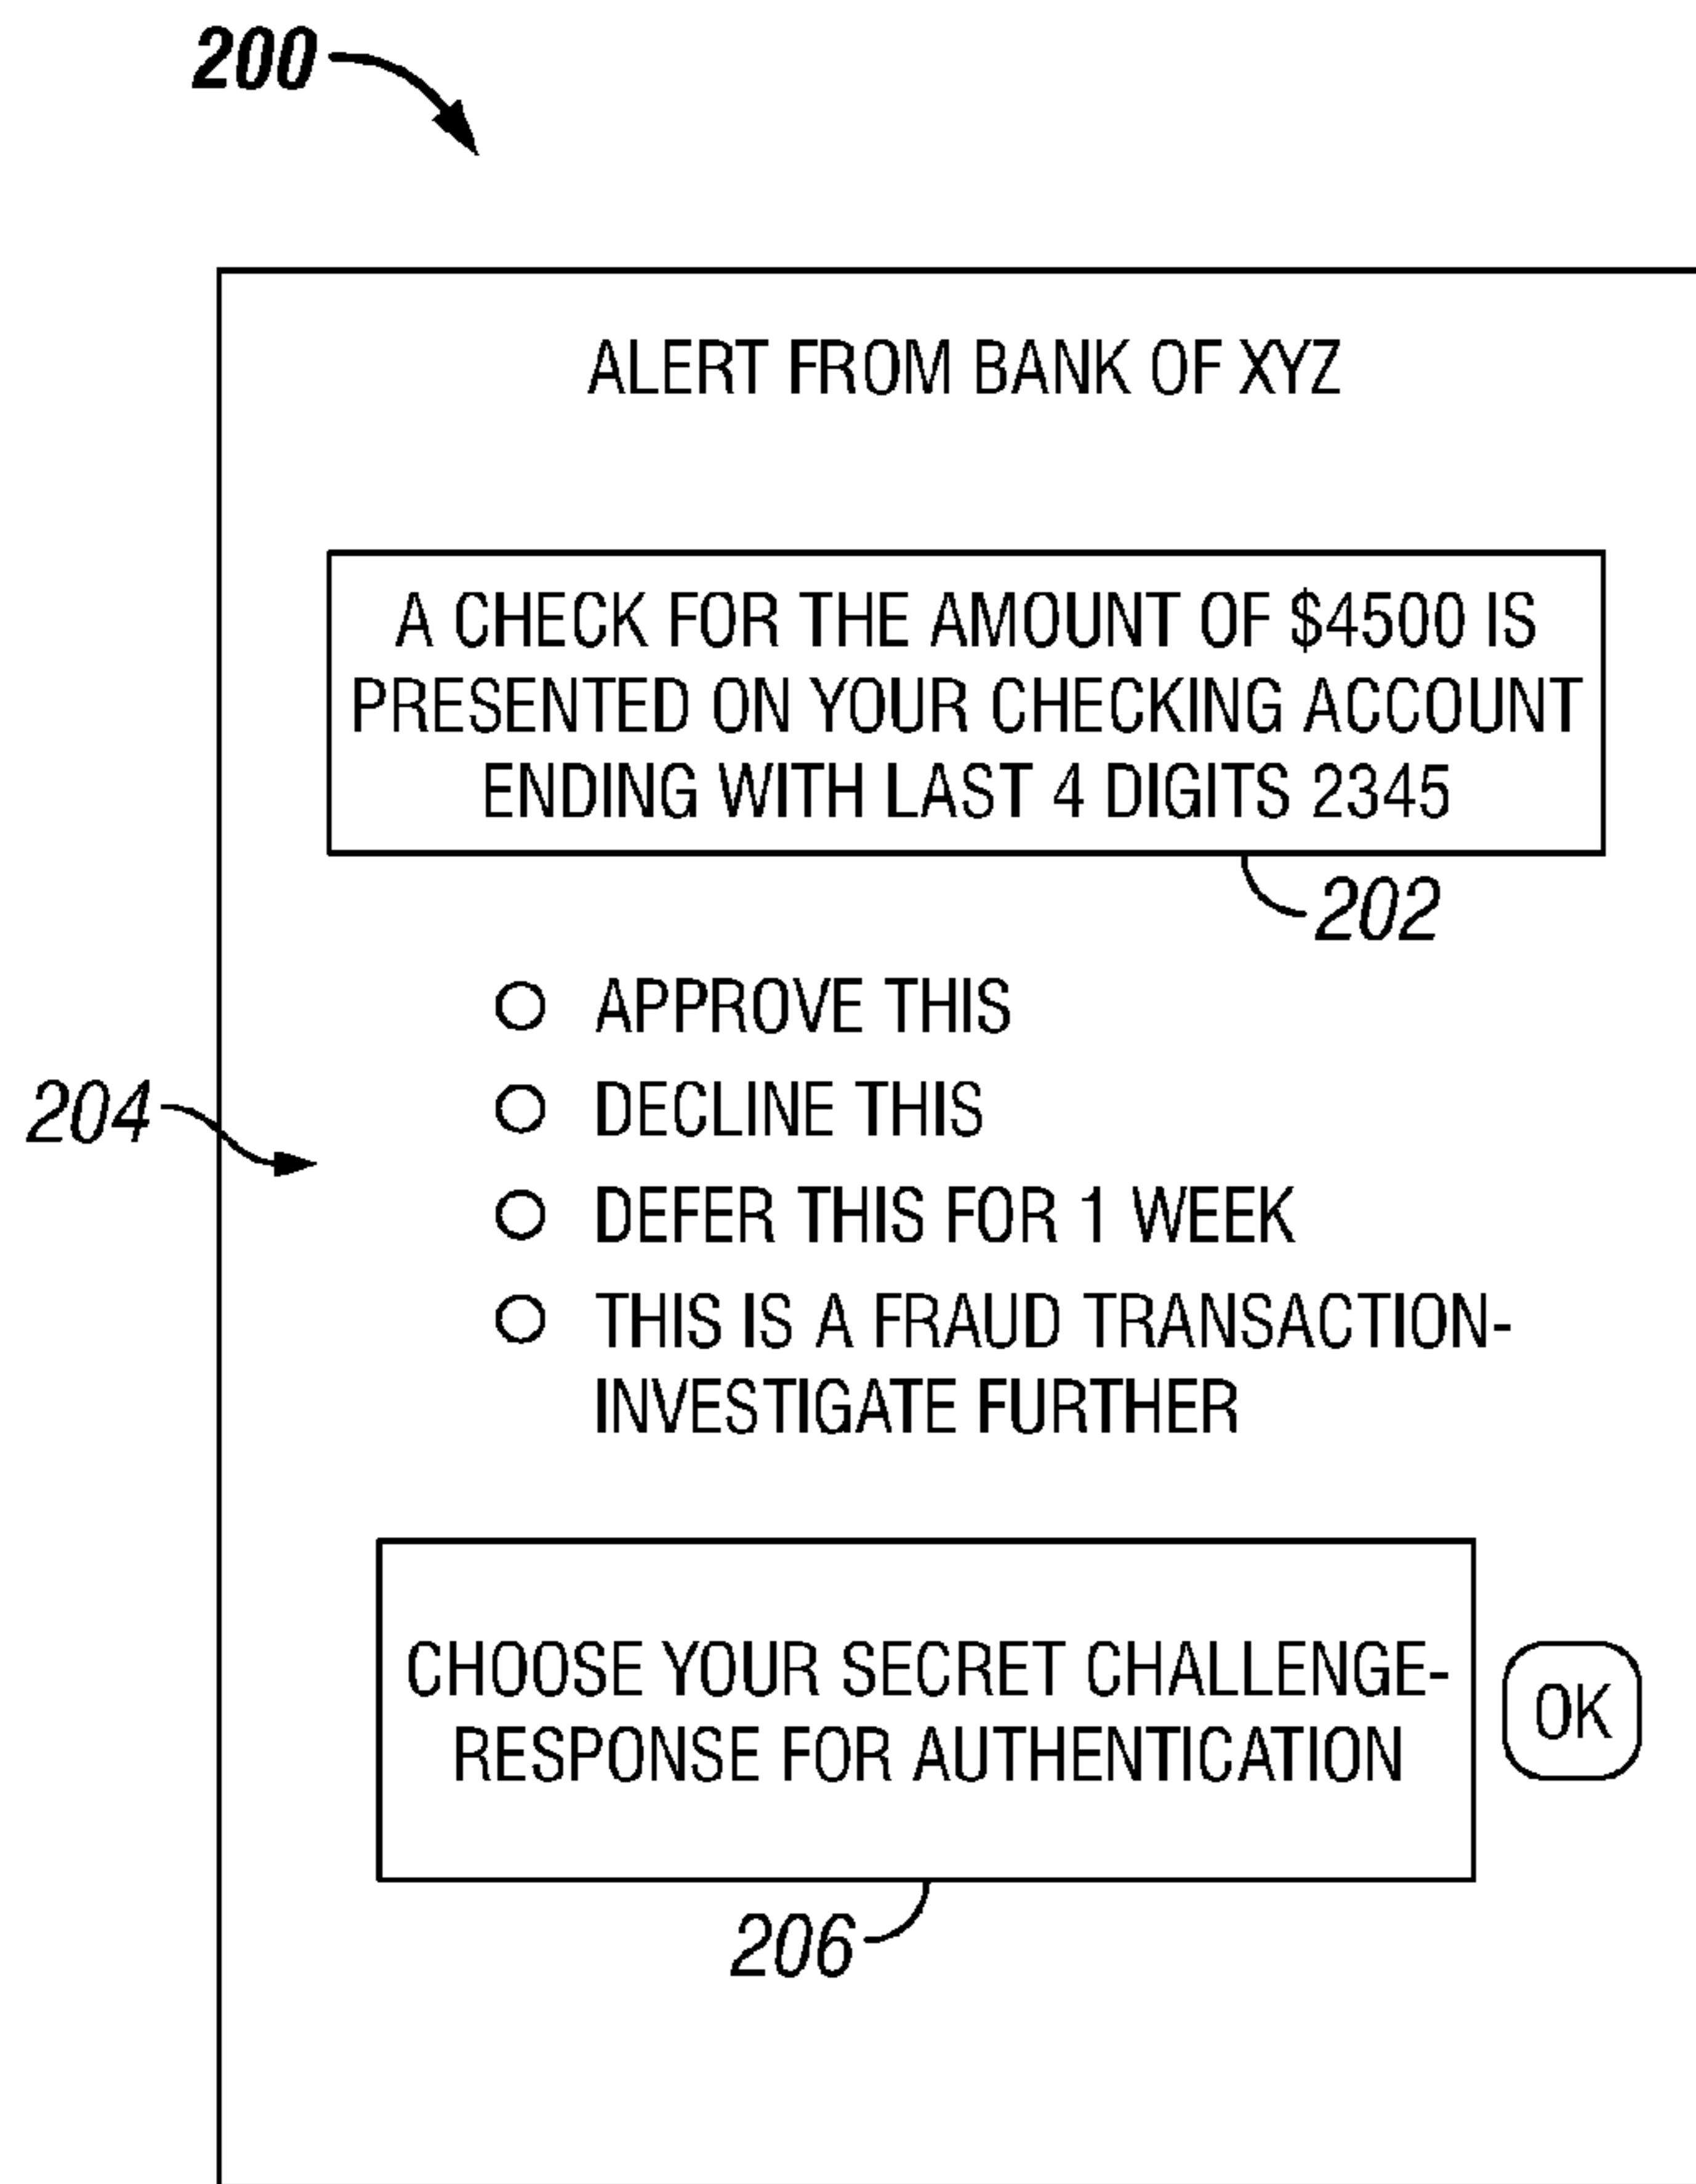 200
ALERT FROM BANK OF XYZ
A CHECK FOR THE AMOUNT OF $4500 IS
PRESENTED ON YOUR CHECKING ACCOUNT
ENDING WITH LAST 4 DIGITS 2345
202
APPROVE THIS
DECLINE THIS
204
DEFER THIS FOR 1 WEEK
THIS IS A FRAUD TRANSACTION-
INVESTIGATE FURTHER
CHOOSE YOUR SECRET CHALLENGE-
RESPONSE FOR AUTHENTICATION
OK
206